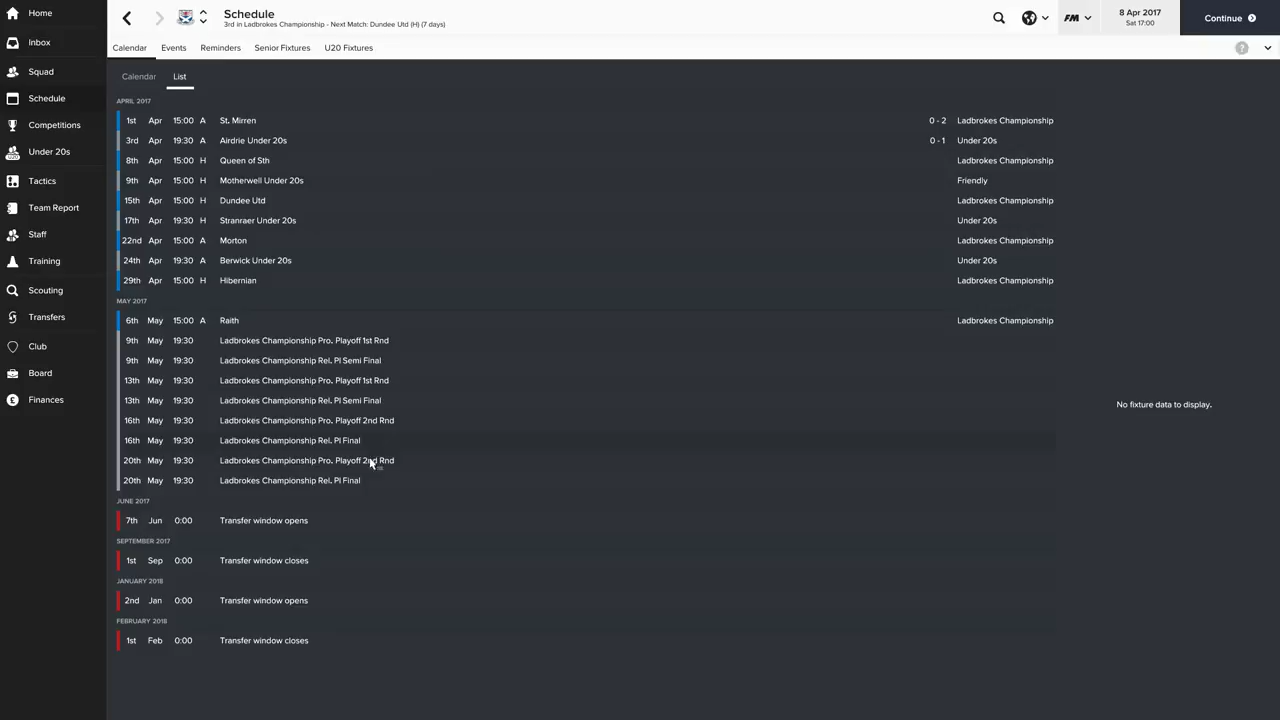 Home
Inbox
Squad
Schedule
Competitions
Under 20s
Tactics
Team Report
Staff
Training
Scouting
Transfers
Club
Board
Finances
Schedule
3rd in Ladbrokes Championship - Next Match: Dundee Utd (H) (7 days)
FM
8 Apr 2017
Sat 17:00
Continue
Calendar Events Reminders Senior Fixtures U20 Fixtures
?
Calendar List
APRIL 2017
1st Apr 15:00 A St. Mirren 0 - 2 Ladbrokes Championship
3rd Apr 19:30 A Airdrie Under 20s 0 - 1 Under 20s
8th Apr 15:00 H Queen of Sth Ladbrokes Championship
9th Apr 15:00 H Motherwell Under 20s Friendly
15th Apr 15:00 H Dundee Utd Ladbrokes Championship
17th Apr 19:30 H Stranraer Under 20s Under 20s
22nd Apr 15:00 A Morton Ladbrokes Championship
24th Apr 19:30 A Berwick Under 20s Under 20s
29th Apr 15:00 H Hibernian Ladbrokes Championship
MAY 2017
6th May 15:00 A Raith Ladbrokes Championship
9th May 19:30 Ladbrokes Championship Pro. Playoff 1st Rnd
9th May 19:30 Ladbrokes Championship Rel. Pl Semi Final
13th May 19:30 Ladbrokes Championship Pro. Playoff 1st Rnd
13th May 19:30 Ladbrokes Championship Rel. Pl Semi Final
16th May 19:30 Ladbrokes Championship Pro. Playoff 2nd Rnd
16th May 19:30 Ladbrokes Championship Rel. Pl Final
20th May 19:30 Ladbrokes Championship Pro. Playoff 2nd Rnd
20th May 19:30 Ladbrokes Championship Rel. Pl Final
JUNE 2017
7th Jun 0:00 Transfer window opens
SEPTEMBER 2017
1st Sep 0:00 Transfer window closes
JANUARY 2018
2nd Jan 0:00 Transfer window opens
FEBRUARY 2018
1st Feb 0:00 Transfer window closes
No fixture data to display.